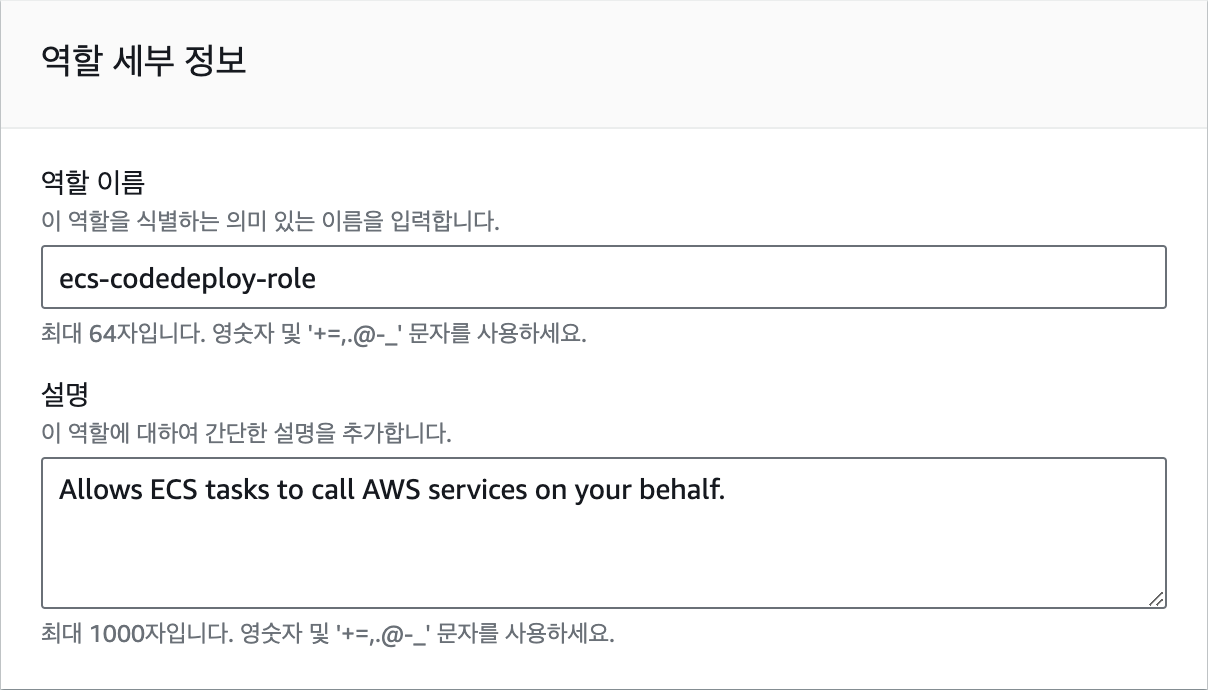 역할 세부 정보
역할 이름
이 역할을 식별하는 의미 있는 이름을 입력합니다.
ecs-codedeploy-role
최대 64자입니다. 영숫자 및 '+=,.@-_' 문자를 사용하세요.
설명
이 역할에 대하여 간단한 설명을 추가합니다.
Allows ECS tasks to call AWS services on your behalf.
최대 1000자입니다. 영숫자 및 '+=,.@-_' 문자를 사용하세요.